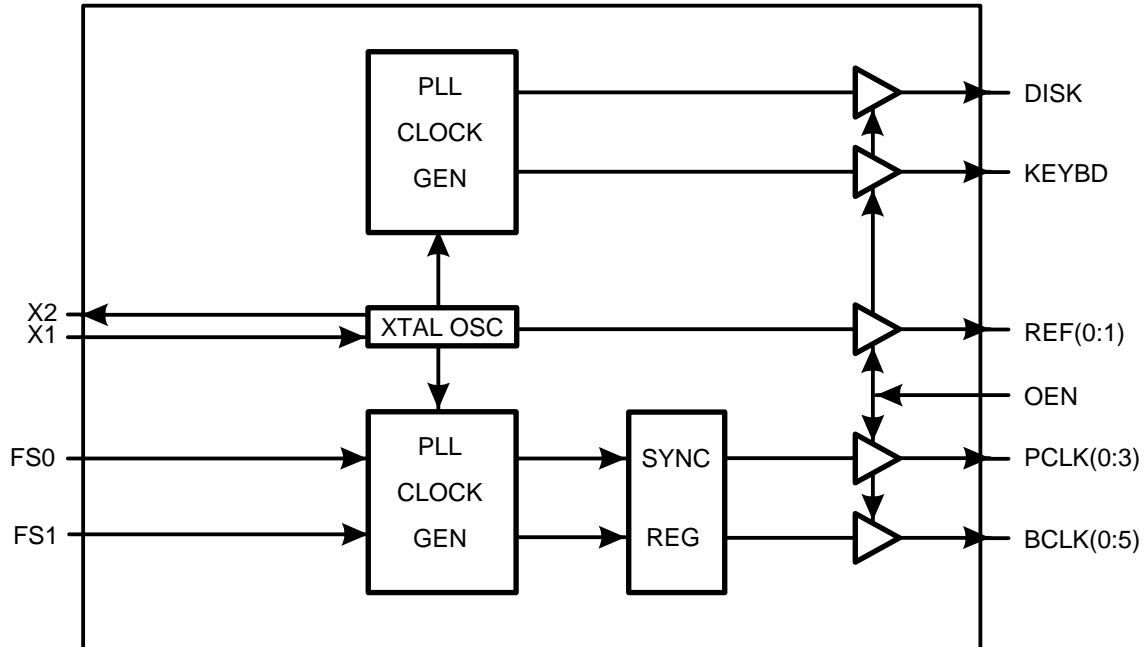 PLL
CLOCK
GEN
DISK
KEYBD
X2
X1
XTAL OSC
REF(0:1)
OEN
FS0
FS1
PLL
CLOCK
GEN
SYNC
REG
PCLK(0:3)
BCLK(0:5)